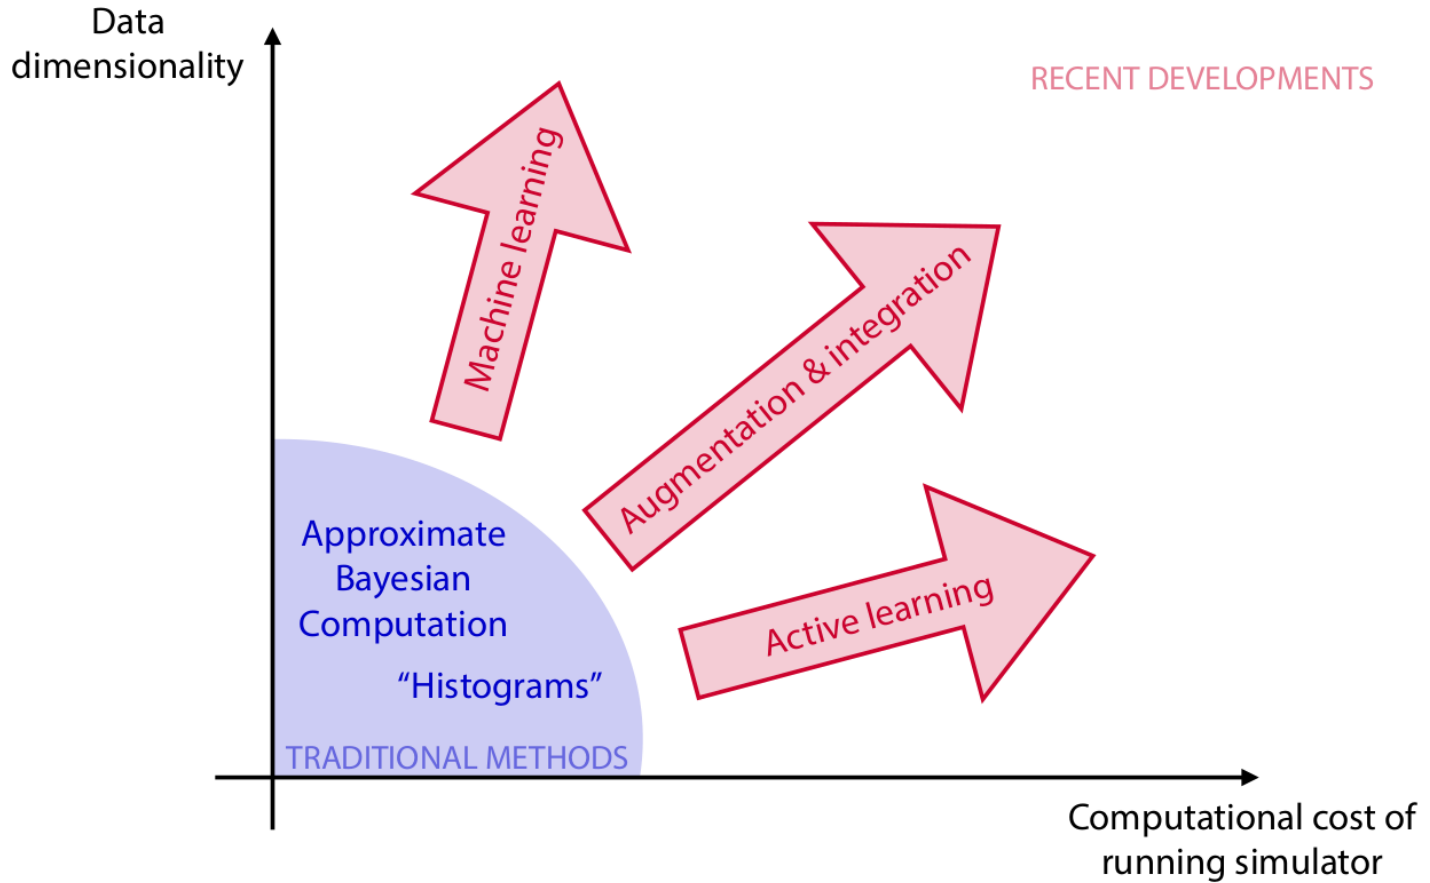 Data
dimensionality
RECENT DEVELOPMENTS
Machine learning
Augmentation & integration
Active learning
Approximate
Bayesian
Computation
“Histograms”
TRADITIONAL METHODS
Computational cost of
running simulator